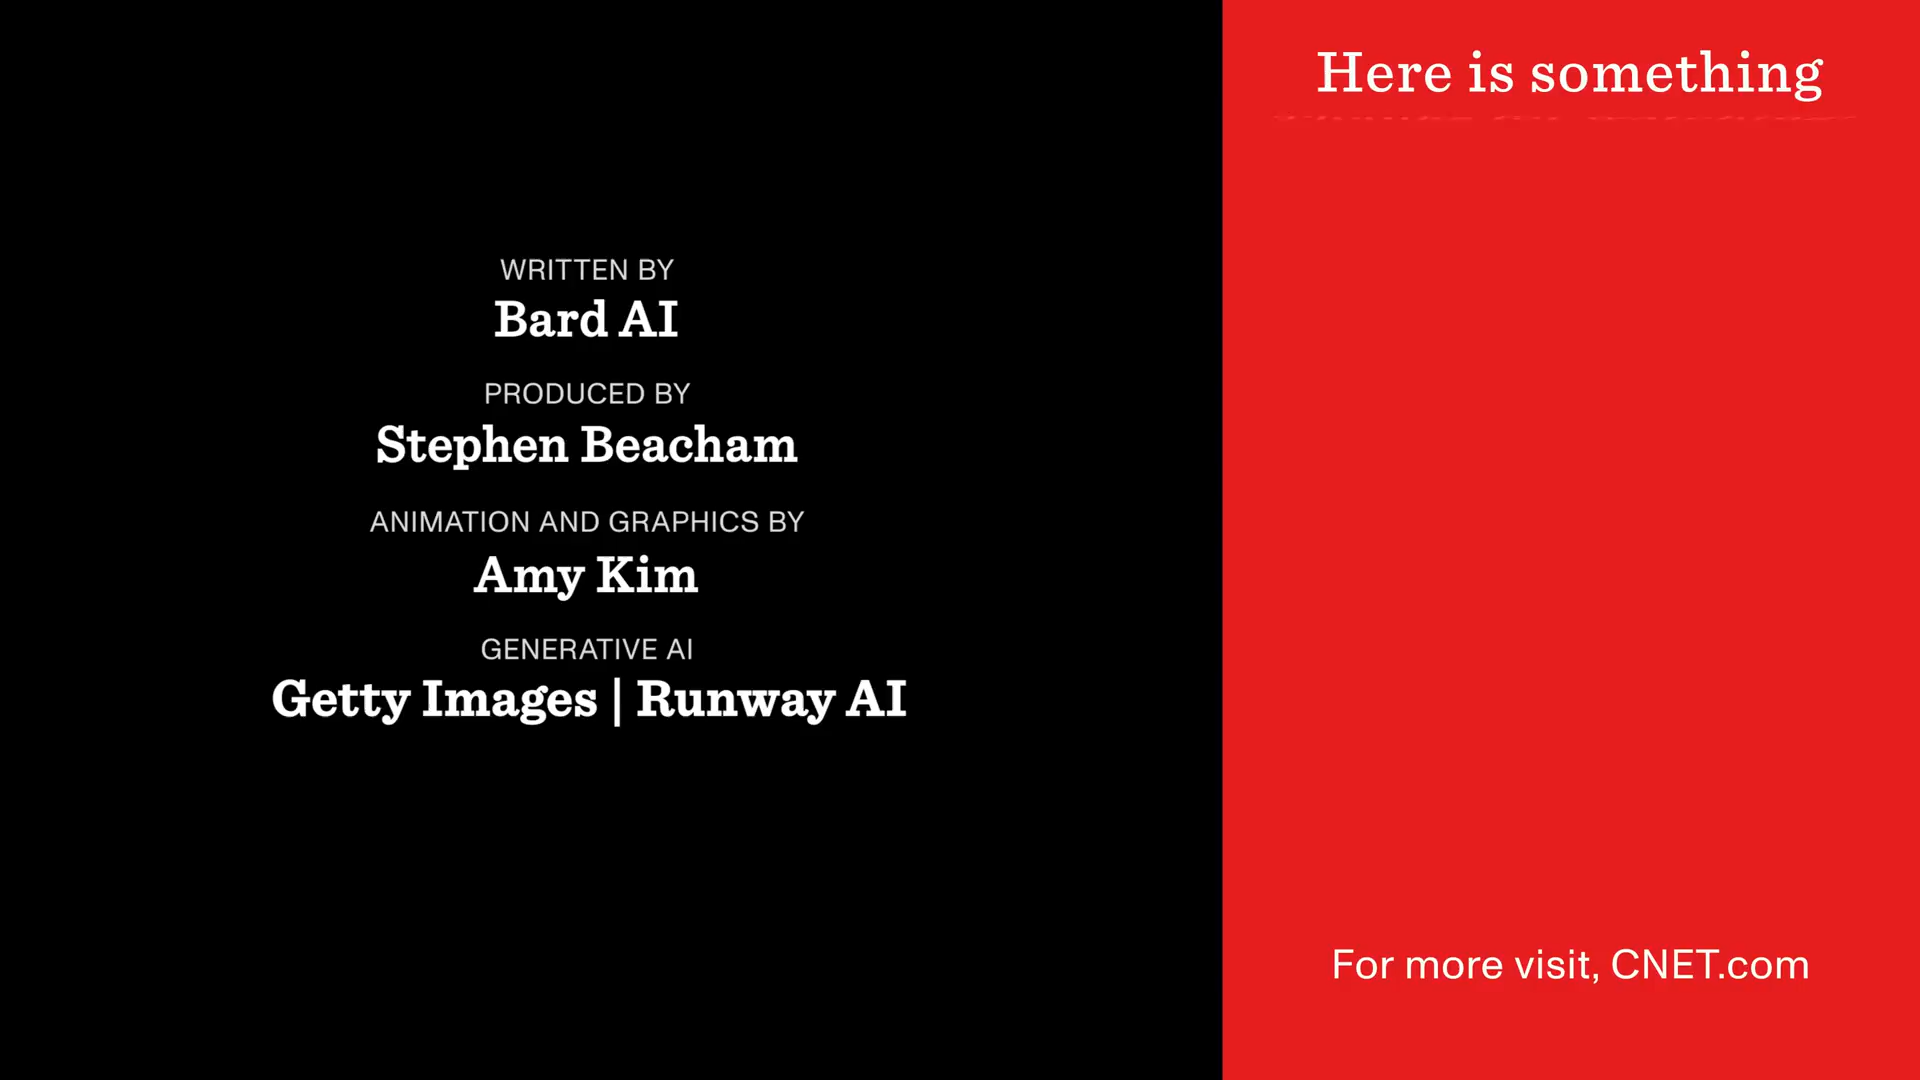 WRITTEN BY
Bard AI
PRODUCED BY
Stephen Beacham
ANIMATION AND GRAPHICS BY
Amy Kim
GENERATIVE AI
Getty Images | Runway AI
Here is something
For more visit, CNET.com